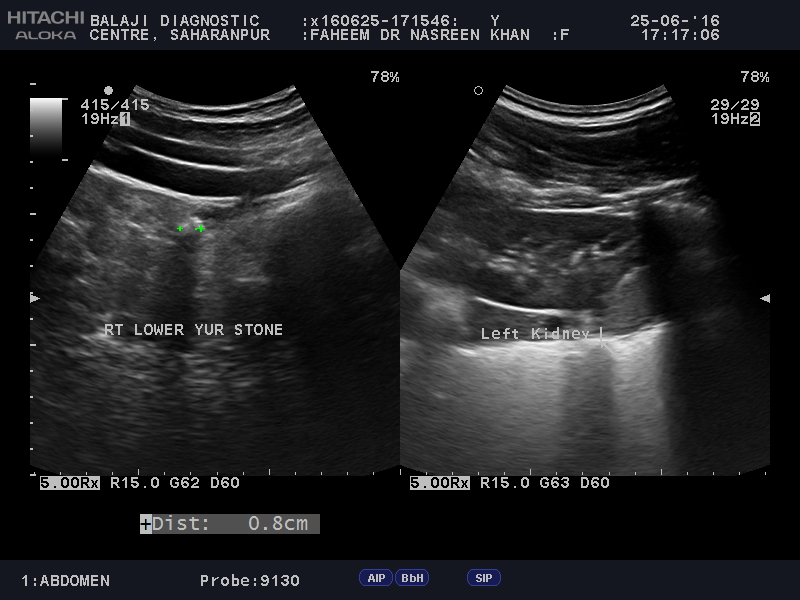 HITACHI ALOKA
BALAJI DIAGNOSTIC :x160625-171546: Y 25-06-'16
CENTRE, SAHARANPUR :FAHEEM DR NASREEN KHAN :F 17:17:06
78% 78%
415/415 29/29
19Hz1 19Hz2
RT LOWER YUR STONE
Left Kidney
5.00Rx R15.0 G62 D60
5.00Rx R15.0 G63 D60
+Dist: 0.8cm
1:ABDOMEN Probe:9130 AIP BbH SIP